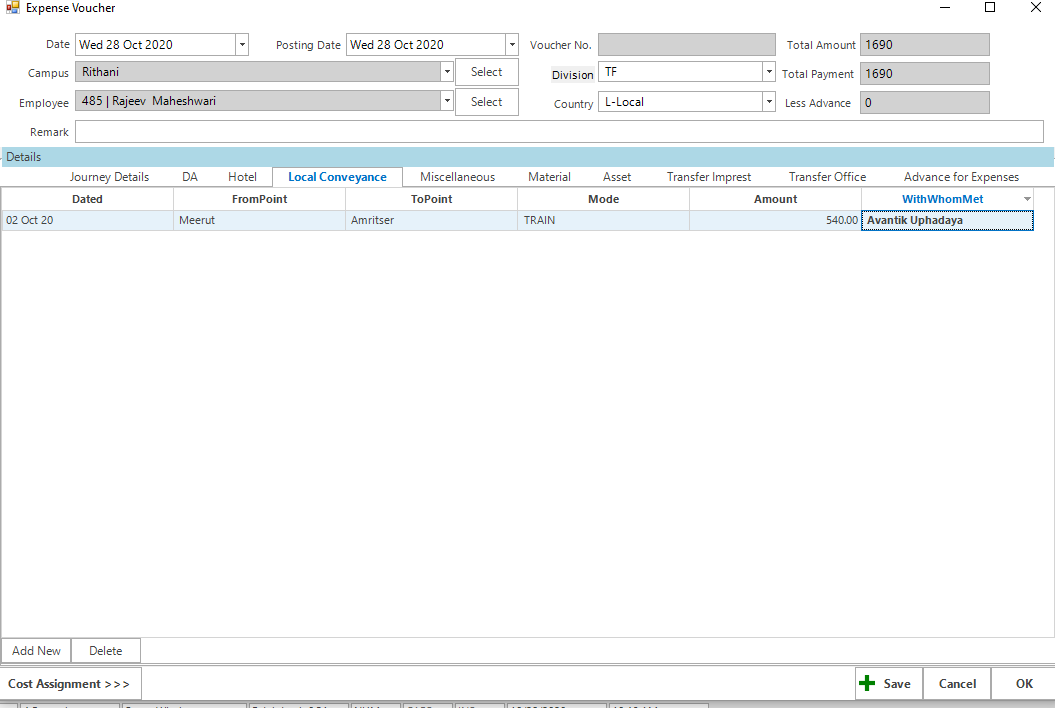 Expense Voucher
Date Wed 28 Oct 2020 Posting Date Wed 28 Oct 2020 Voucher No. Total Amount 1690
Campus Rithani Select Division TF Total Payment 1690
Employee 485 | Rajeev Maheshwari Select Country L-Local Less Advance 0
Remark
Details
Journey Details DA Hotel Local Conveyance Miscellaneous Material Asset Transfer Imprest Transfer Office Advance for Expenses
Dated FromPoint ToPoint Mode Amount WithWhomMet
02 Oct 20 Meerut Amritser TRAIN 540.00 Avantik Uphadaya
Add New Delete
Cost Assignment >>> Save Cancel OK